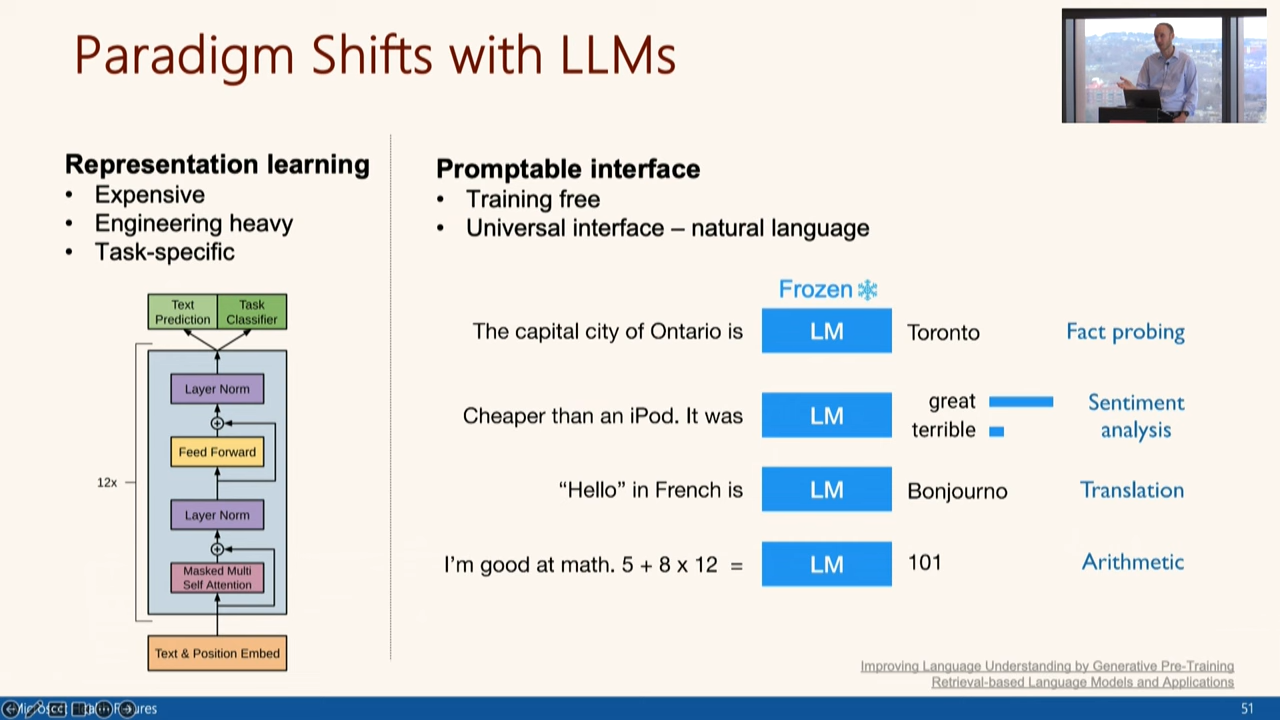 Paradigm Shifts with LLMs
Representation learning
• Expensive
• Engineering heavy
• Task-specific
Text Prediction
Task Classifier
Layer Norm
Feed Forward
12x
Layer Norm
Masked Multi
Self Attention
Text & Position Embed
Promptable interface
• Training free
• Universal interface – natural language
Frozen
The capital city of Ontario is LM Toronto Fact probing
Cheaper than an iPod. It was LM great terrible Sentiment analysis
“Hello” in French is LM Bonjourno Translation
I’m good at math. 5 + 8 x 12 = LM 101 Arithmetic
Improving Language Understanding by Generative Pre-Training
Retrieval-based Language Models and Applications
51